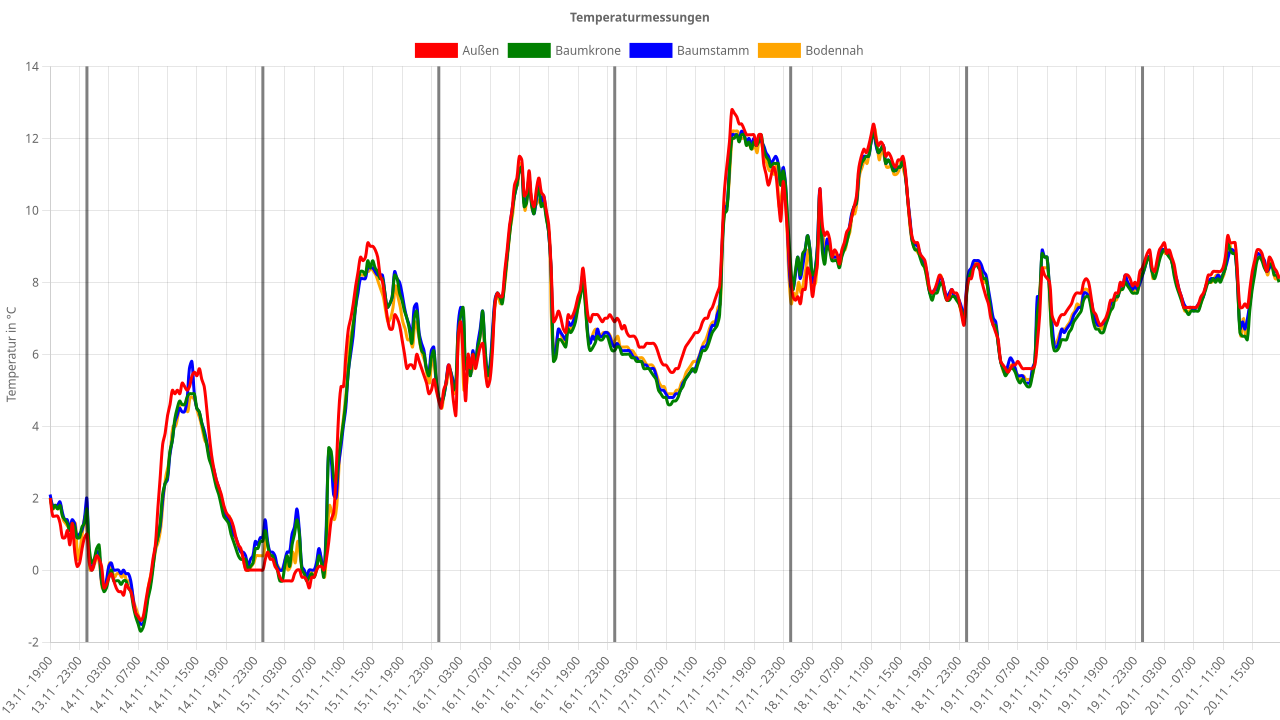 Temperaturmessungen
Außen Baumkrone Baumstamm Bodennah
Temperatur in °C
14
12
10
8
6
4
2
0
-2
13.11 - 19:00
13.11 - 23:00
14.11 - 03:00
14.11 - 07:00
14.11 - 11:00
14.11 - 15:00
14.11 - 19:00
14.11 - 23:00
15.11 - 03:00
15.11 - 07:00
15.11 - 11:00
15.11 - 15:00
15.11 - 19:00
15.11 - 23:00
16.11 - 03:00
16.11 - 07:00
16.11 - 11:00
16.11 - 15:00
16.11 - 19:00
16.11 - 23:00
17.11 - 03:00
17.11 - 07:00
17.11 - 11:00
17.11 - 15:00
17.11 - 19:00
17.11 - 23:00
18.11 - 03:00
18.11 - 07:00
18.11 - 11:00
18.11 - 15:00
18.11 - 19:00
18.11 - 23:00
19.11 - 03:00
19.11 - 07:00
19.11 - 11:00
19.11 - 15:00
19.11 - 19:00
19.11 - 23:00
20.11 - 03:00
20.11 - 07:00
20.11 - 11:00
20.11 - 15:00